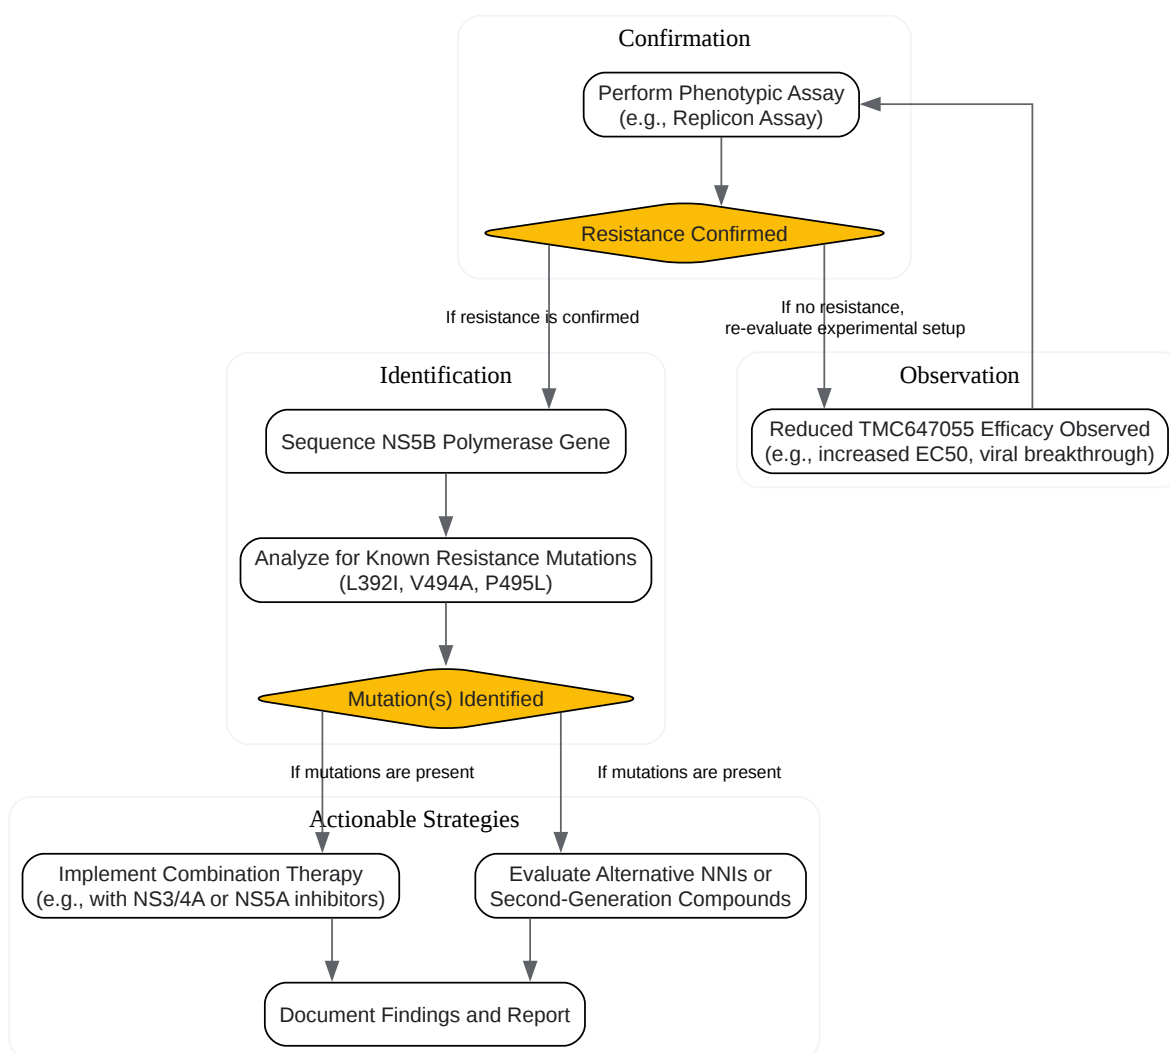 Confirmation
Perform Phenotypic Assay
(e.g., Replicon Assay)
Resistance Confirmed
If resistance is confirmed
If no resistance,
re-evaluate experimental setup
Identification
Observation
Sequence NS5B Polymerase Gene
Reduced TMC647055 Efficacy Observed
(e.g., increased EC50, viral breakthrough)
Analyze for Known Resistance Mutations
(L392I, V494A, P495L)
Mutation(s) Identified
If mutations are present
If mutations are present
Actionable Strategies
Implement Combination Therapy
(e.g., with NS3/4A or NS5A inhibitors)
Evaluate Alternative NNIs or
Second-Generation Compounds
Document Findings and Report